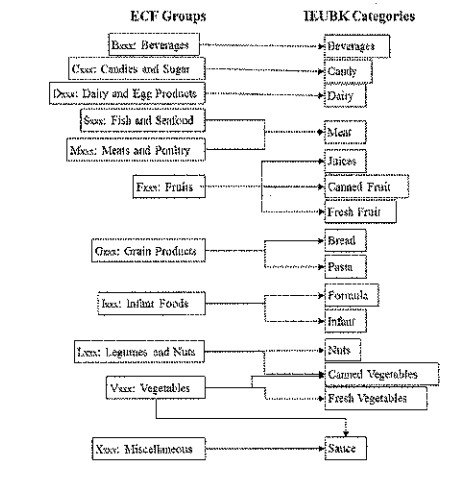 ECF Groups IEUBK Categories
Bxxx: Beverages Beverages
Cxxx: Candies and Sugar Candy
Dxxx: Dairy and Egg Products Dairy
Sxxx: Fish and Seafood
Meat
Mxxx: Meats and Poultry
Juices
Fxxx: Fruits Canned Fruit
Fresh Fruit
Bread
Gxxx: Grain Products
Pasta
Formula
Ixxx: Infant Foods
Infant
Lxxx: Legumes and Nuts Nuts
Canned Vegetables
Vxxx: Vegetables
Fresh Vegetables
Xxxx: Miscellaneous Sauce